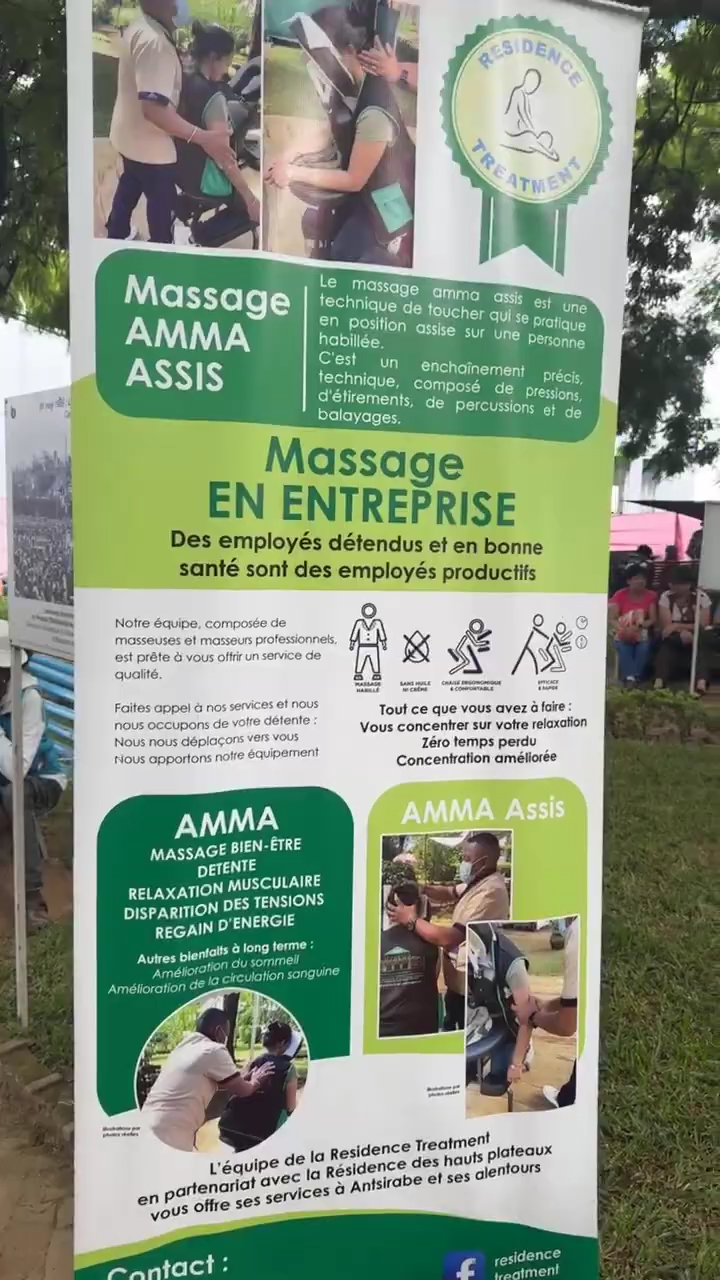 RESIDENCE
TREATMENT
Massage
AMMA
ASSIS
Le massage amma assis est une
technique de toucher qui se pratique
en position assise sur une personne
habillée.
C'est un enchaînement précis,
technique, composé de pressions,
d'étirements, de percussions et de
balayages.
Massage
EN ENTREPRISE
Des employés détendus et en bonne
santé sont des employés productifs
Notre équipe, composée de
masseuses et masseurs professionnels,
est prête à vous offrir un service de
qualité.
Faites appel à nos services et nous
nous occupons de votre détente :
Nous nous déplaçons vers vous
Nous apportons notre équipement
MASSAGE
HABILLÉ
SANS HUILE
NI CRÈME
CHAISE ERGONOMIQUE
& CONFORTABLE
EFFICACE
& RAPIDE
Tout ce que vous avez à faire :
Vous concentrer sur votre relaxation
Zéro temps perdu
Concentration améliorée
AMMA
MASSAGE BIEN-ÊTRE
DETENTE
RELAXATION MUSCULAIRE
DISPARITION DES TENSIONS
REGAIN D'ENERGIE
Autres bienfaits à long terme :
Amélioration du sommeil
Amélioration de la circulation sanguine
Illustrations par
photos réelles
AMMA Assis
Illustrations par
photos réelles
L'équipe de la Residence Treatment
en partenariat avec la Résidence des hauts plateaux
vous offre ses services à Antsirabe et ses alentours
Contact :
f
residence
treatment